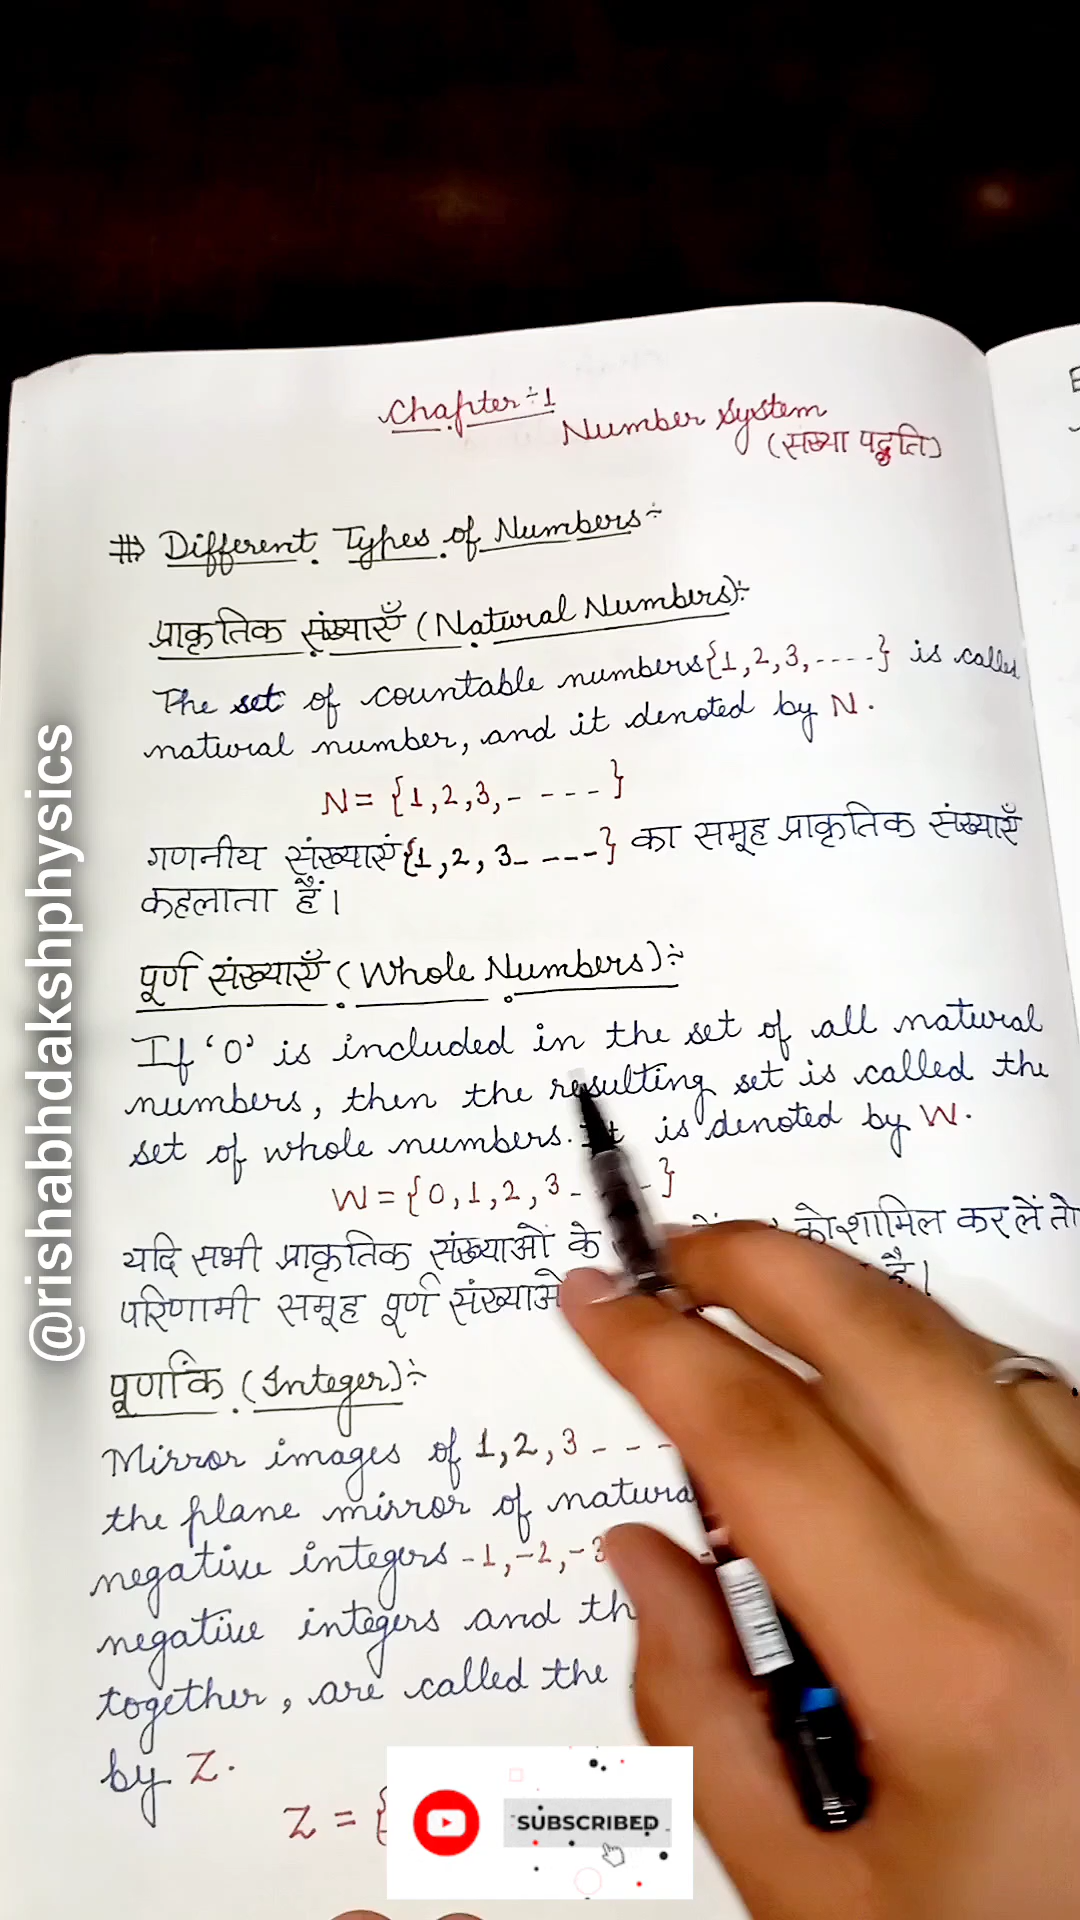 Chapter÷1
Number System
(संख्या पद्धति)
⇛ Different Types of Numbers÷
प्राकृतिक संख्याएँ (Natural Numbers)÷
The set of countable numbers{1,2,3,----} is called
natural number, and it denoted by N.
N= {1,2,3,- - - -}
गणनीय संख्याएं{1,2,3- - --} का समूह प्राकृतिक संख्याएँ
कहलाता हैं।
पूर्ण संख्याएँ (Whole Numbers)÷
If '0' is included in the set of all natural
numbers, then the resulting set is called the
set of whole numbers. It is denoted by W.
W={0,1,2,3- -}
यदि सभी प्राकृतिक संख्याओं के को शामिल कर लें तो
परिणामी समूह पूर्ण है।
पूर्णांक (Integer)÷
Mirror images of 1,2,3 - - -
the plane mirror of
negative integers -1,-2,-3
negative integers and
together, are called the
by Z.
Z = {
@rishabhdakshphysics
SUBSCRIBED